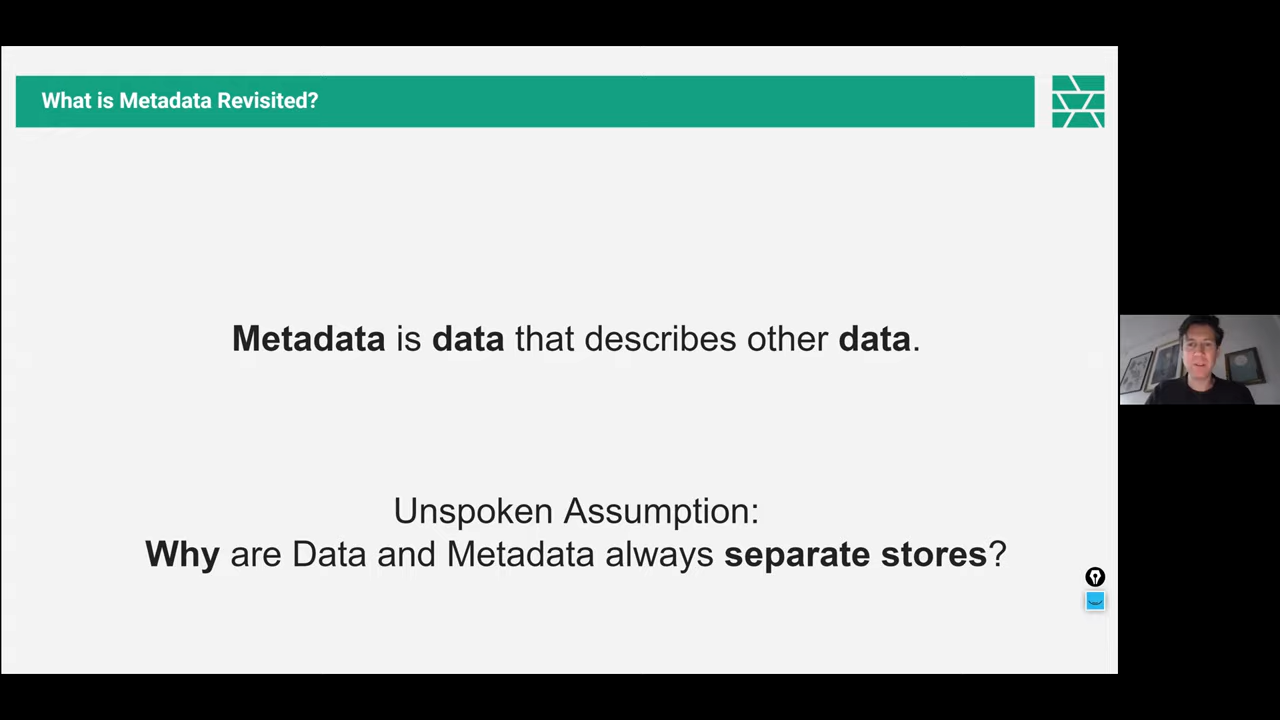 What is Metadata Revisited?
Metadata is data that describes other data.
Unspoken Assumption:
Why are Data and Metadata always separate stores?